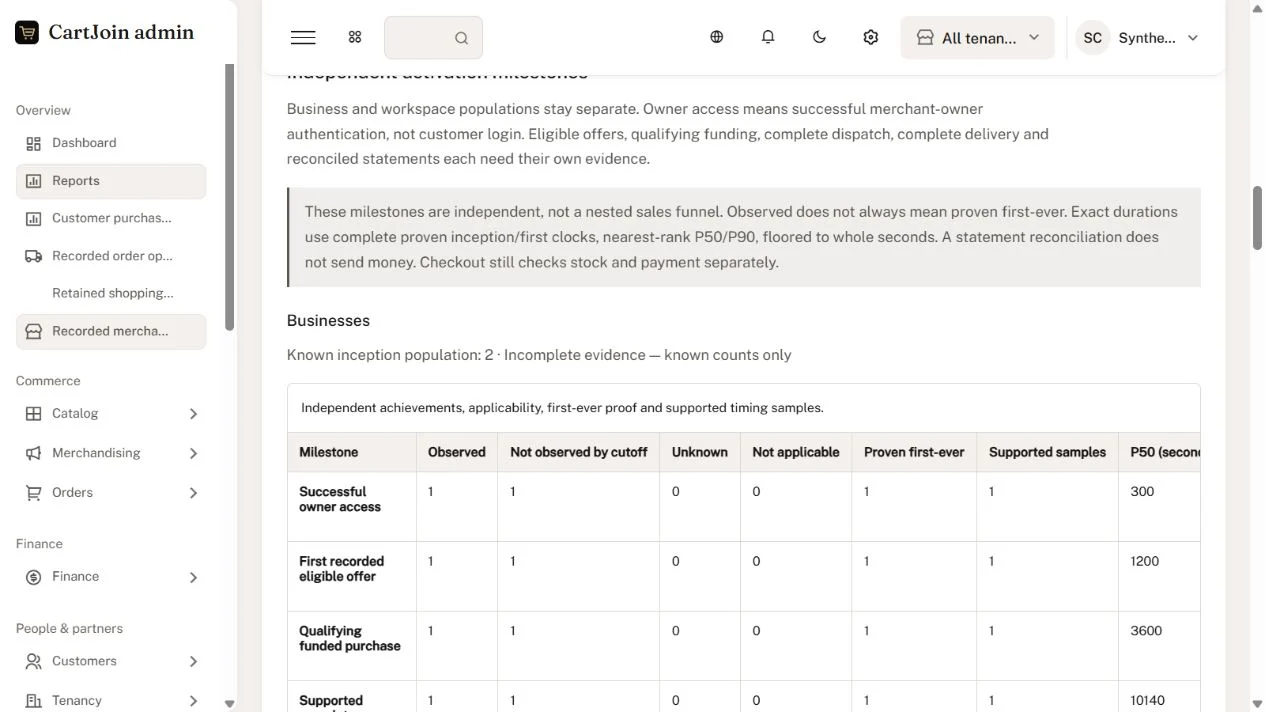 CartJoin admin
All tenan...
SC
Synthe...
Overview
Dashboard
Reports
Customer purchas...
Recorded order op...
Retained shopping...
Recorded mercha...
Commerce
Catalog
Merchandising
Orders
Finance
Finance
People & partners
Customers
Tenancy
Independent activation milestones
Business and workspace populations stay separate. Owner access means successful merchant-owner
authentication, not customer login. Eligible offers, qualifying funding, complete dispatch, complete delivery and
reconciled statements each need their own evidence.
These milestones are independent, not a nested sales funnel. Observed does not always mean proven first-ever. Exact durations
use complete proven inception/first clocks, nearest-rank P50/P90, floored to whole seconds. A statement reconciliation does
not send money. Checkout still checks stock and payment separately.
Businesses
Known inception population: 2 · Incomplete evidence — known counts only
Independent achievements, applicability, first-ever proof and supported timing samples.
Milestone Observed Not observed by cutoff Unknown Not applicable Proven first-ever Supported samples P50 (secon
Successful
owner access 1 1 0 0 1 1 300
First recorded
eligible offer 1 1 0 0 1 1 1200
Qualifying
funded purchase 1 1 0 0 1 1 3600
Supported 1 1 0 0 1 1 10140